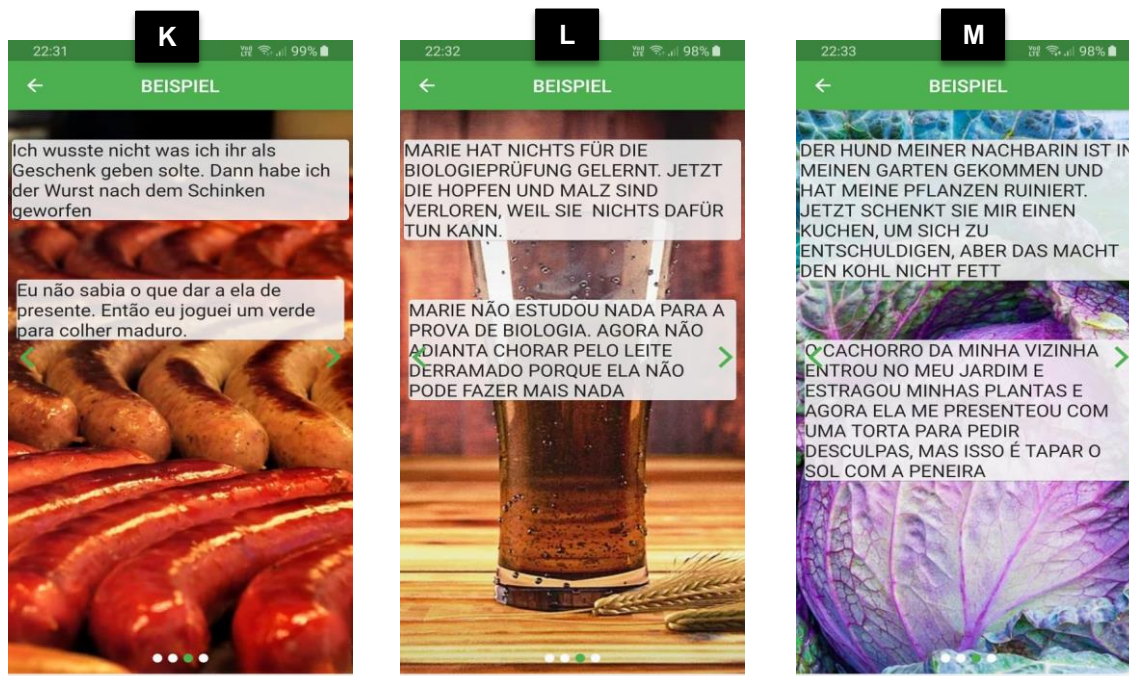 K
22:31 Vo)) LTE 99%
BEISPIEL
Ich wusste nicht was ich ihr als
Geschenk geben solte. Dann habe ich
der Wurst nach dem Schinken
geworfen
Eu não sabia o que dar a ela de
presente. Então eu joguei um verde
para colher maduro.
L
22:32 Vo)) LTE 98%
BEISPIEL
MARIE HAT NICHTS FÜR DIE
BIOLOGIEPRÜFUNG GELERNT. JETZT
DIE HOPFEN UND MALZ SIND
VERLOREN, WEIL SIE NICHTS DAFÜR
TUN KANN.
MARIE NÃO ESTUDOU NADA PARA A
PROVA DE BIOLOGIA. AGORA NÃO
ADIANTA CHORAR PELO LEITE
DERRAMADO PORQUE ELA NÃO
PODE FAZER MAIS NADA
M
22:33 Vo)) LTE 98%
BEISPIEL
DER HUND MEINER NACHBARIN IST IN
MEINEN GARTEN GEKOMMEN UND
HAT MEINE PFLANZEN RUINIERT.
JETZT SCHENKT SIE MIR EINEN
KUCHEN, UM SICH ZU
ENTSCHULDIGEN, ABER DAS MACHT
DEN KOHL NICHT FETT
O CACHORRO DA MINHA VIZINHA
ENTROU NO MEU JARDIM E
ESTRAGOU MINHAS PLANTAS E
AGORA ELA ME PRESENTEOU COM
UMA TORTA PARA PEDIR
DESCULPAS, MAS ISSO É TAPAR O
SOL COM A PENEIRA